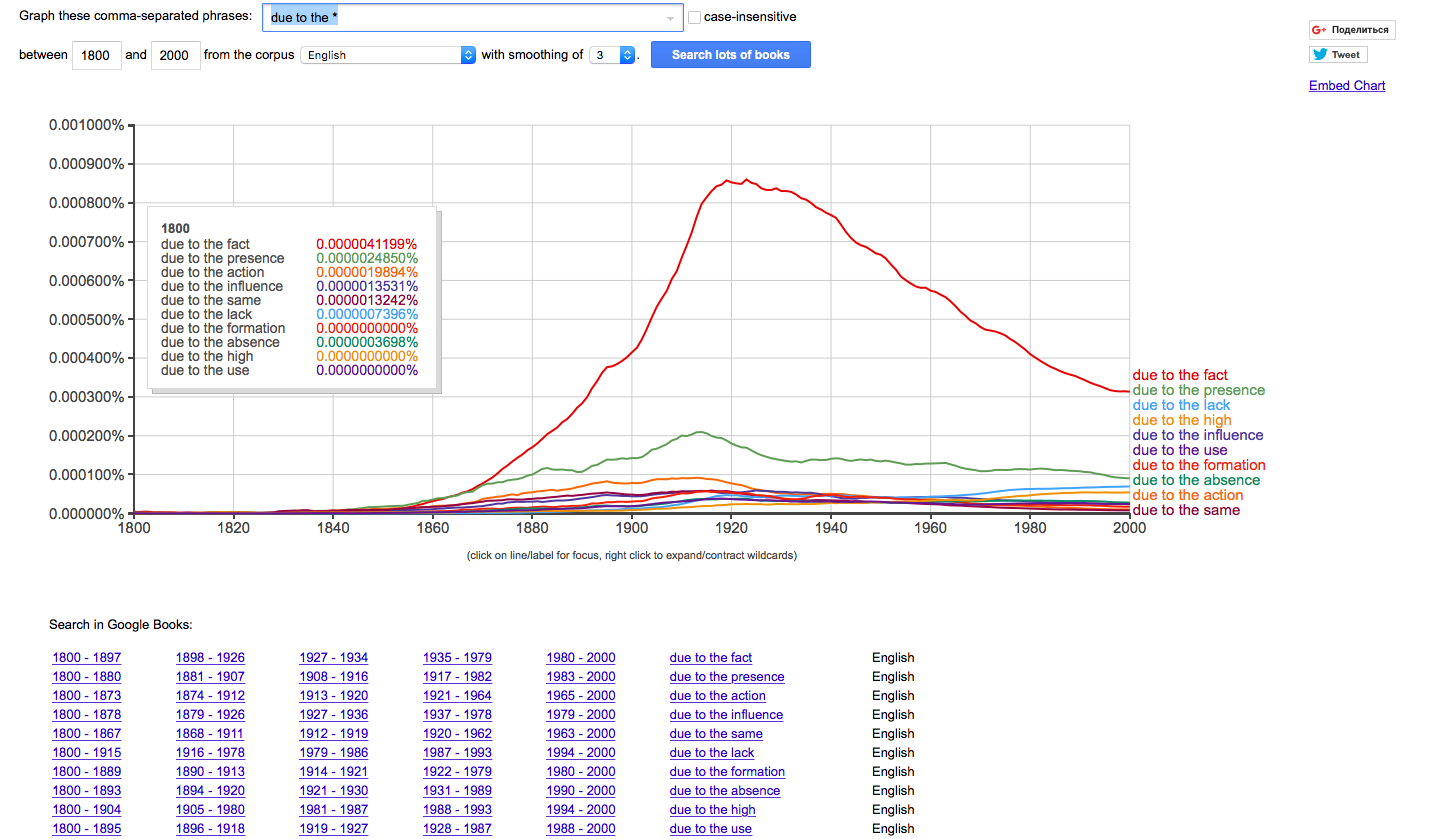 Graph these comma-separated phrases: due to the * case-insensitive
between 1800 and 2000 from the corpus English with smoothing of 3 . Search lots of books
G+ Поделиться
Tweet
Embed Chart
0.001000%
0.000900%
0.000800%
0.000700%
0.000600%
0.000500%
0.000400%
0.000300%
0.000200%
0.000100%
0.00000%
1800
due to the fact 0.0000041199%
due to the presence 0.0000024850%
due to the action 0.0000019894%
due to the influence 0.0000013531%
due to the same 0.0000013242%
due to the lack 0.0000007396%
due to the formation 0.0000000000%
due to the absence 0.0000003698%
due to the high 0.0000000000%
due to the use 0.0000000000%
due to the fact
due to the presence
due to the lack
due to the high
due to the influence
due to the use
due to the formation
due to the absence
due to the action
due to the same
1800 1820 1840 1860 1880 1900 1920 1940 1960 1980 2000
(click on line/label for focus, right click to expand/contract wildcards)
Search in Google Books:
1800 - 1897 1898 - 1926 1927 - 1934 1935 - 1979 1980 - 2000 due to the fact English
1800 - 1880 1881 - 1907 1908 - 1916 1917 - 1982 1983 - 2000 due to the presence English
1800 - 1873 1874 - 1912 1913 - 1920 1921 - 1964 1965 - 2000 due to the action English
1800 - 1878 1879 - 1926 1927 - 1936 1937 - 1978 1979 - 2000 due to the influence English
1800 - 1867 1868 - 1911 1912 - 1919 1920 - 1962 1963 - 2000 due to the same English
1800 - 1915 1916 - 1978 1979 - 1986 1987 - 1993 1994 - 2000 due to the lack English
1800 - 1889 1890 - 1913 1914 - 1921 1922 - 1979 1980 - 2000 due to the formation English
1800 - 1893 1894 - 1920 1921 - 1930 1931 - 1989 1990 - 2000 due to the absence English
1800 - 1904 1905 - 1980 1981 - 1987 1988 - 1993 1994 - 2000 due to the high English
1800 - 1895 1896 - 1918 1919 - 1927 1928 - 1987 1988 - 2000 due to the use English